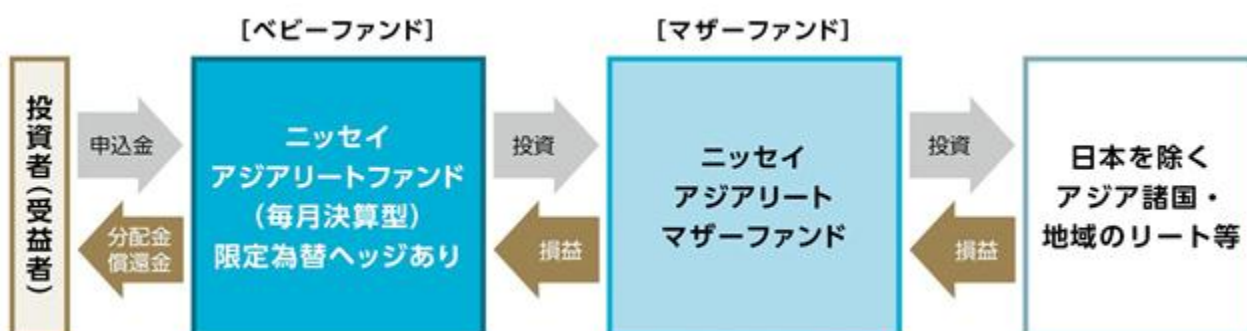 [ベビーファンド]
[マザーファンド]
投資者(受益者)
申込金
分配金
償還金
ニッセイ
アジアリートファンド
(毎月決算型)
限定為替ヘッジあり
投資
損益
ニッセイ
アジアリート
マザーファンド
投資
損益
日本を除く
アジア諸国・
地域のリート等